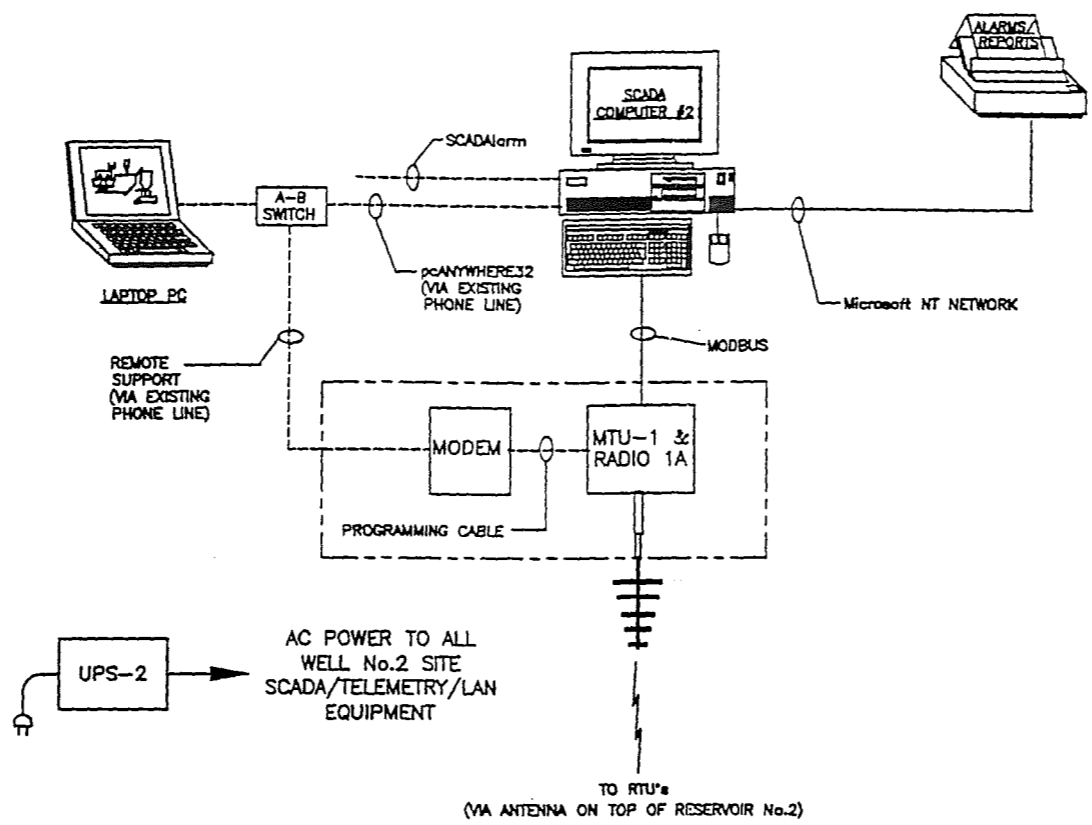 ALARMS/
REPORTS
SCADA
COMPUTER #2
SCADAlarm
A-B
SWITCH
LAPTOP PC
pcANYWHERE32
(VIA EXISTING
PHONE LINE)
Microsoft NT NETWORK
MODBUS
REMOTE
SUPPORT
(VIA EXISTING
PHONE LINE)
MODEM
MTU-1 &
RADIO 1A
PROGRAMMING CABLE
UPS-2
AC POWER TO ALL
WELL No.2 SITE
SCADA/TELEMETRY/LAN
EQUIPMENT
TO RTU's
(VIA ANTENNA ON TOP OF RESERVOIR No.2)